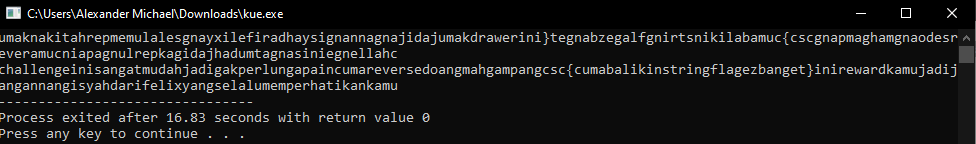 C:\Users\Alexander Michael\Downloads\kue.exe
umaknakitahrepmemulalesgnayxilefiradhaysignannagnajidajumakdrawerini}tegnabzegalfgnirtsnikilabamuc{cscgnapmaghamgnaodesr
everamucniapagnulrepkagidajhadumtagnasiniegnellahc
challengeinisangatmudahjadigakperlungapaincumareversedoangmahgampangcsc{cumabalikinstringflagezbanget}inirewardkamujadij
angannangisyahdarifelixyangselalumemperhatikankamu
--------------------------------
Process exited after 16.83 seconds with return value 0
Press any key to continue . . .